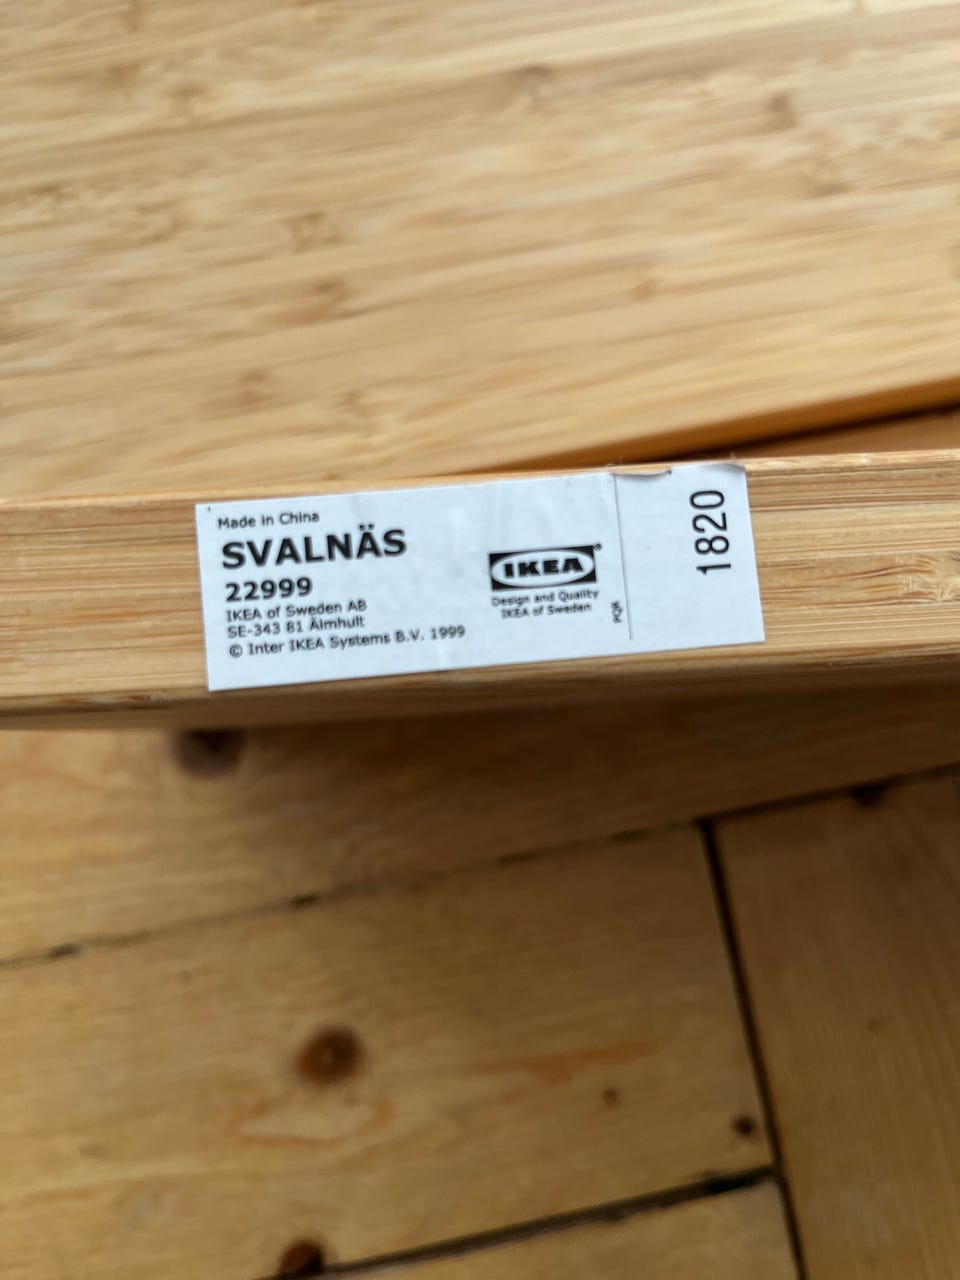 Made in China
SVALNÄS
22999
IKEA of Sweden AB
SE-343 81 Älmhult
© Inter IKEA Systems B.V. 1999
IKEA®
Design and Quality
IKEA of Sweden
PQR
1820